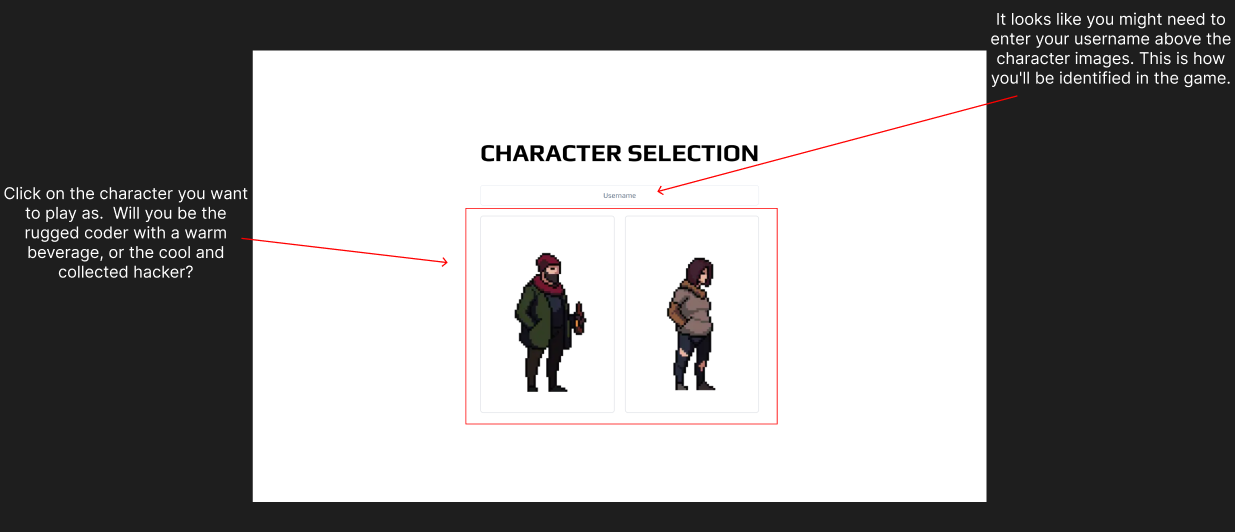 It looks like you might need to
enter your username above the
character images. This is how
you'll be identified in the game.
CHARACTER SELECTION
Username
Click on the character you want
to play as.  Will you be the
rugged coder with a warm
beverage, or the cool and
collected hacker?